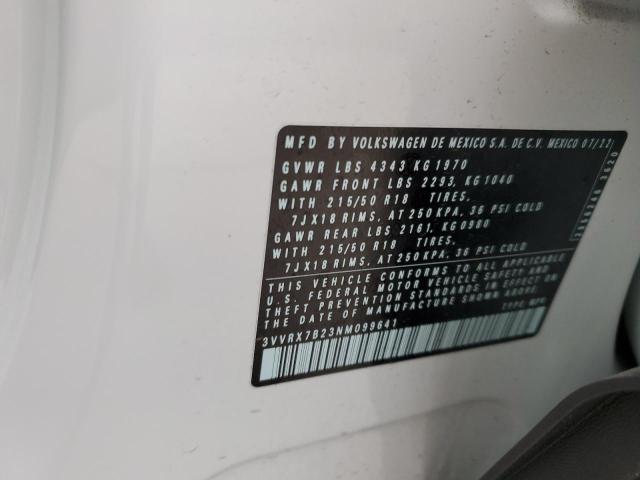 MFD BY VOLKSWAGEN DE MEXICO S.A. DE C.V. MEXICO 07/22
GVWR LBS 4343 KG 1970
GAWR FRONT LBS 2293, KG 1040
WITH 215/50 R18 TIRES,
7JX18 RIMS, AT 250 KPA, 36 PSI COLD
GAWR REAR LBS 2161, KG 0980
WITH 215/50 R18 TIRES,
7JX18 RIMS, AT 250 KPA, 36 PSI COLD
THIS VEHICLE CONFORMS TO ALL APPLICABLE
U.S. FEDERAL MOTOR VEHICLE SAFETY AND
THEFT PREVENTION STANDARDS IN EFFECT ON
THE DATE OF MANUFACTURE SHOWN ABOVE.
3VVRX7B23NM099641
TYPE MPV